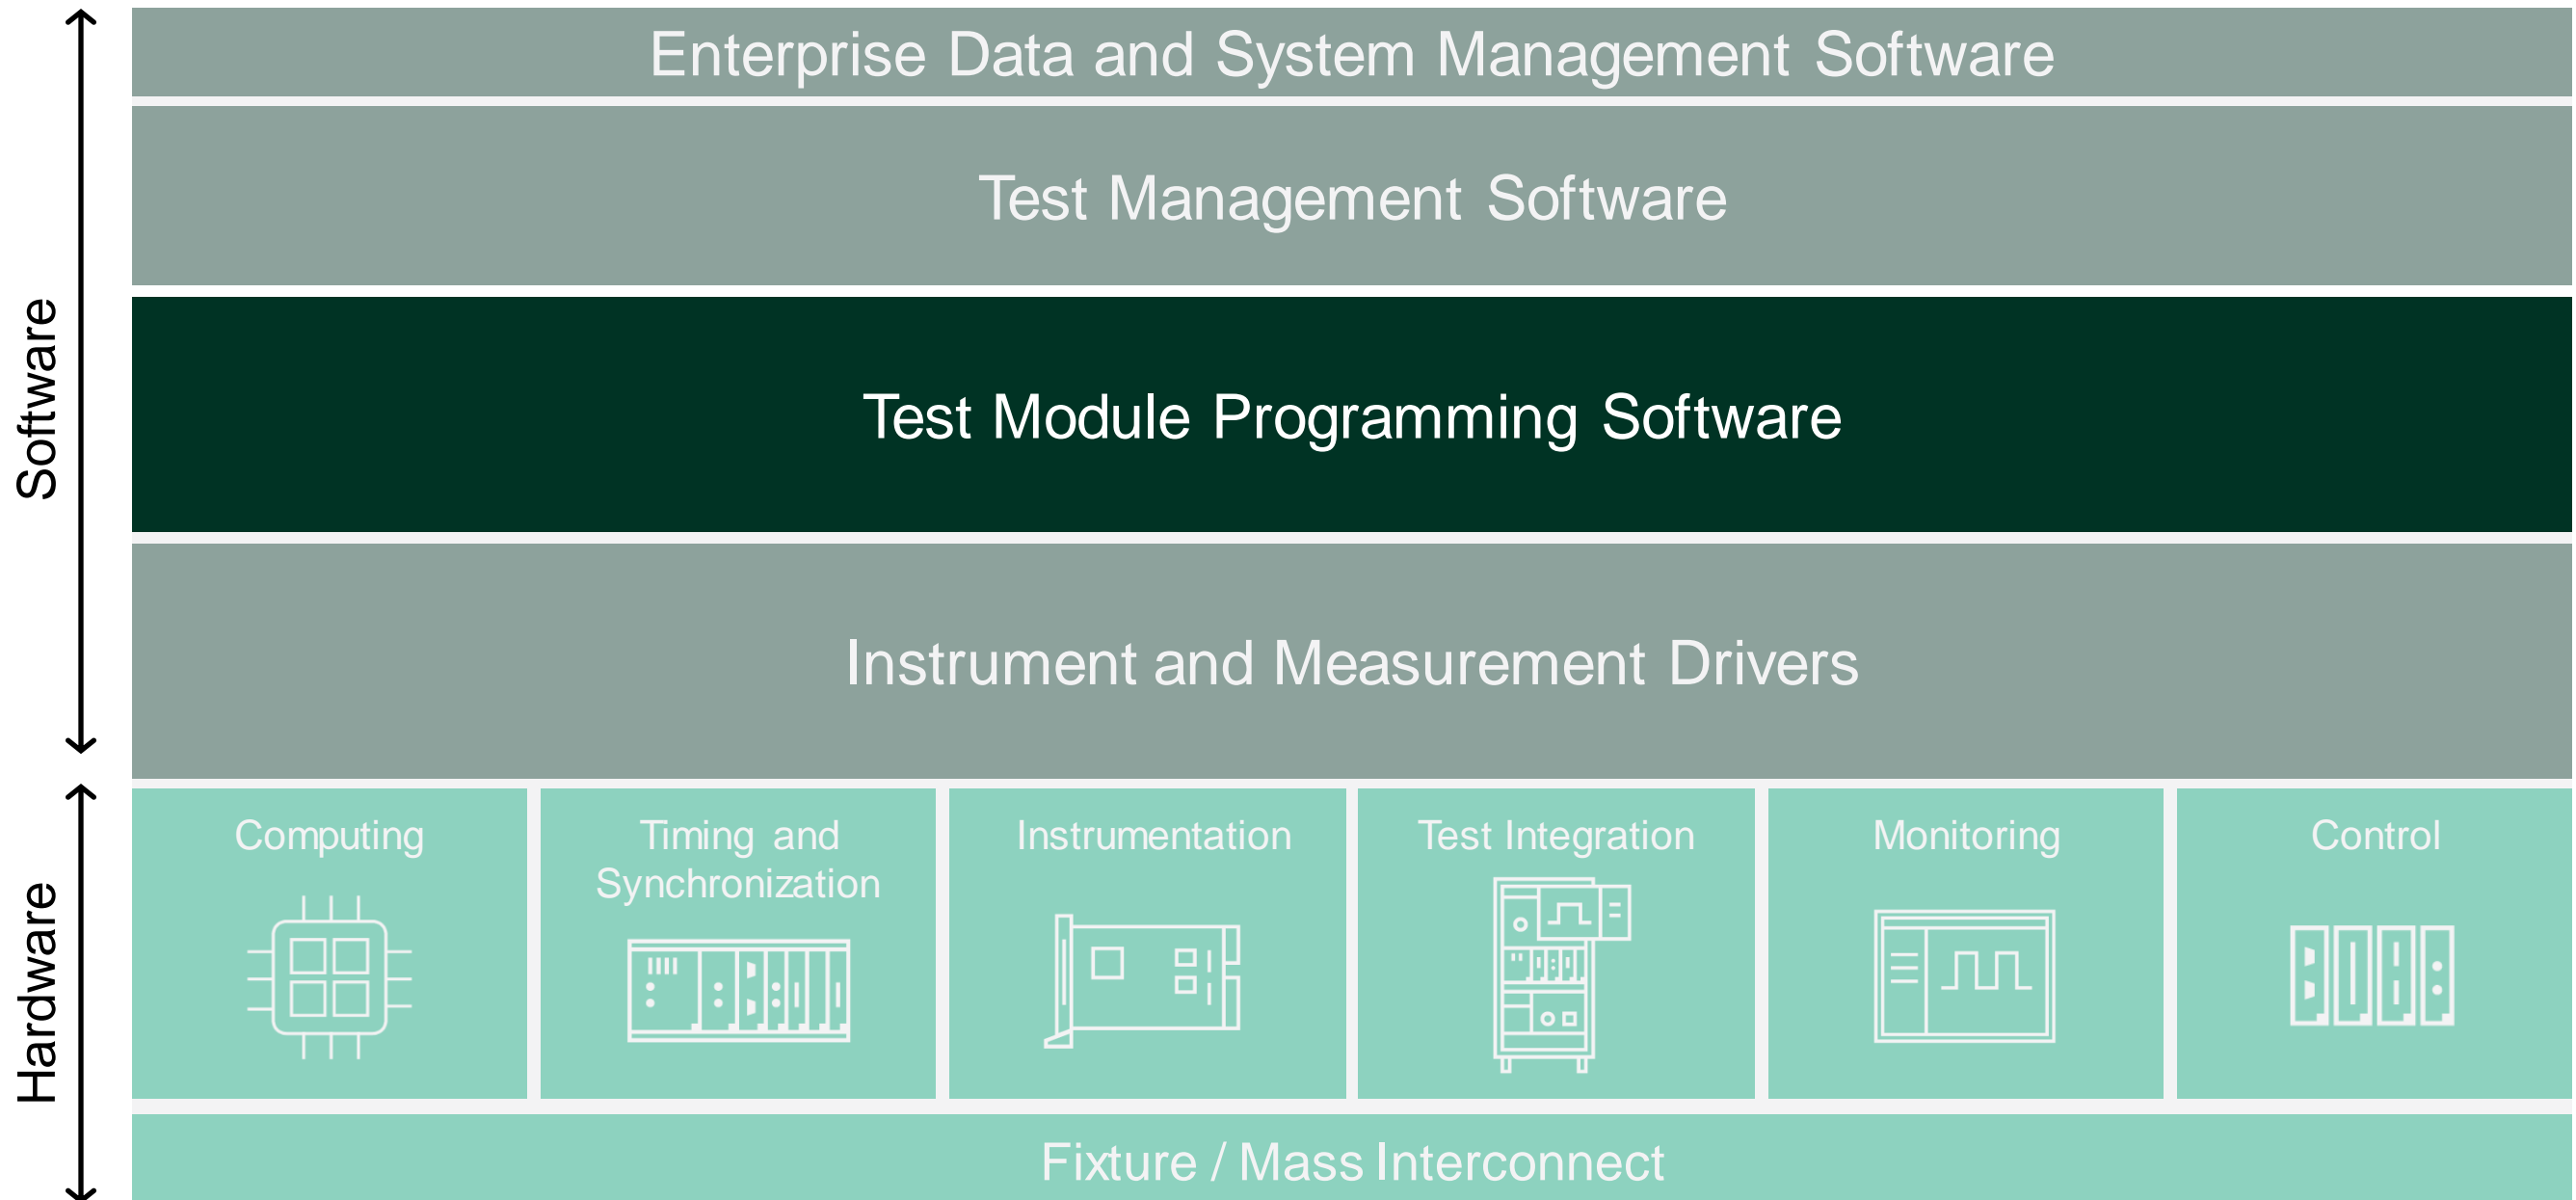 Software
Enterprise Data and System Management Software
Test Management Software
Test Module Programming Software
Instrument and Measurement Drivers
Hardware
Computing
Timing and
Synchronization
Instrumentation
Test Integration
Monitoring
Control
Fixture / Mass Interconnect